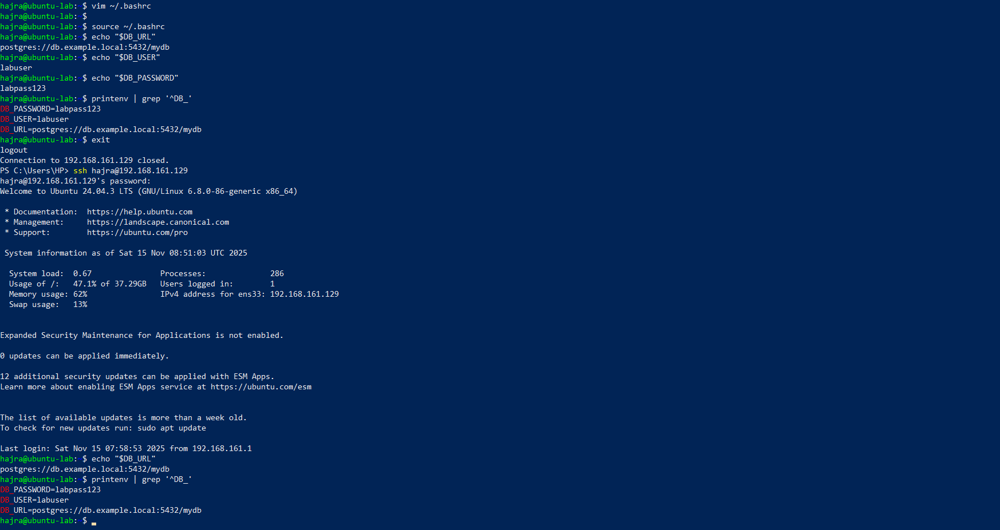 hajra@ubuntu-lab: $ vim ~/.bashrc
hajra@ubuntu-lab: $
hajra@ubuntu-lab: $ source ~/.bashrc
hajra@ubuntu-lab: $ echo "$DB_URL"
postgres://db.example.local:5432/mydb
hajra@ubuntu-lab: $ echo "$DB_USER"
labuser
hajra@ubuntu-lab: $ echo "$DB_PASSWORD"
labpass123
hajra@ubuntu-lab: $ printenv | grep '^DB_'
DB_PASSWORD=labpass123
DB_USER=labuser
DB_URL=postgres://db.example.local:5432/mydb
hajra@ubuntu-lab: $ exit
logout
Connection to 192.168.161.129 closed.
PS C:\Users\HP> ssh hajra@192.168.161.129
hajra@192.168.161.129's password:
Welcome to Ubuntu 24.04.3 LTS (GNU/Linux 6.8.0-86-generic x86_64)

 * Documentation:  https://help.ubuntu.com
 * Management:     https://landscape.canonical.com
 * Support:        https://ubuntu.com/pro

 System information as of Sat 15 Nov 08:51:03 UTC 2025

  System load:  0.67               Processes:              286
  Usage of /:   47.1% of 37.29GB   Users logged in:        1
  Memory usage: 62%                IPv4 address for ens33: 192.168.161.129
  Swap usage:   13%

Expanded Security Maintenance for Applications is not enabled.

0 updates can be applied immediately.

12 additional security updates can be applied with ESM Apps.
Learn more about enabling ESM Apps service at https://ubuntu.com/esm

The list of available updates is more than a week old.
To check for new updates run: sudo apt update

Last login: Sat Nov 15 07:58:53 2025 from 192.168.161.1
hajra@ubuntu-lab: $ echo "$DB_URL"
postgres://db.example.local:5432/mydb
hajra@ubuntu-lab: $ printenv | grep '^DB_'
DB_PASSWORD=labpass123
DB_USER=labuser
DB_URL=postgres://db.example.local:5432/mydb
hajra@ubuntu-lab: $